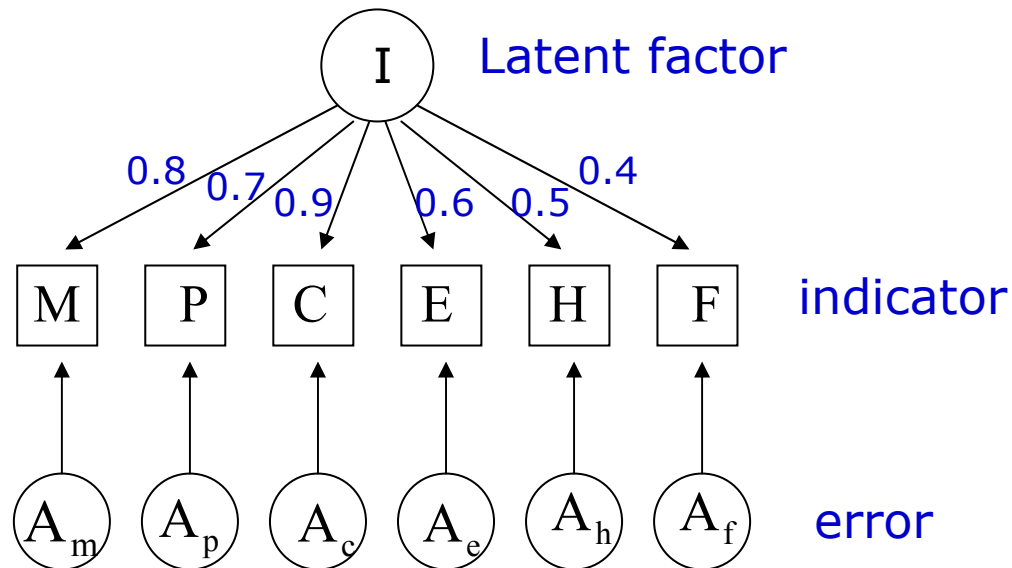 I Latent factor
0.8 0.7 0.9 0.6 0.5 0.4
M P C E H F indicator
Am Ap Ac Ae Ah Af error